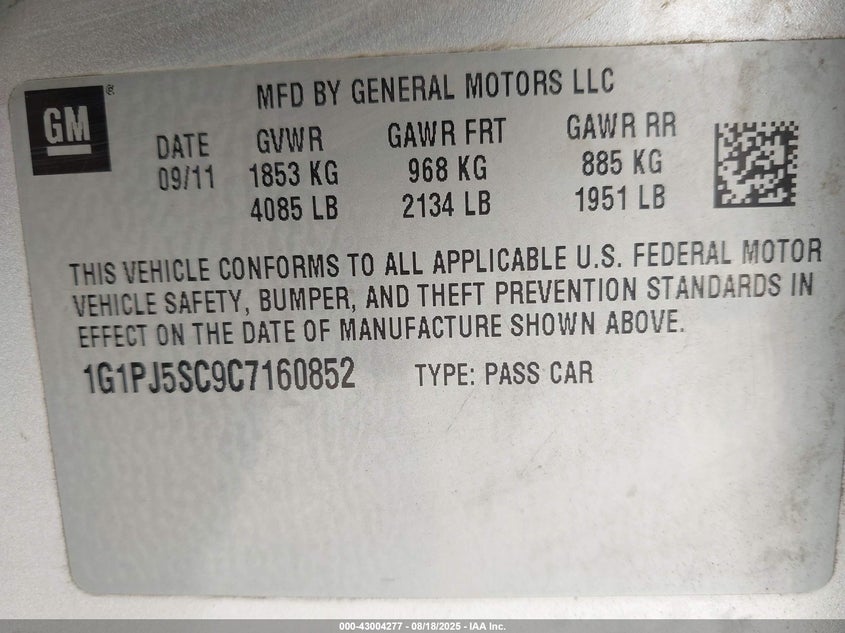 GM ®
MFD BY GENERAL MOTORS LLC
DATE GVWR GAWR FRT GAWR RR
09/11 1853 KG 968 KG 885 KG
4085 LB 2134 LB 1951 LB
THIS VEHICLE CONFORMS TO ALL APPLICABLE U.S. FEDERAL MOTOR
VEHICLE SAFETY, BUMPER, AND THEFT PREVENTION STANDARDS IN
EFFECT ON THE DATE OF MANUFACTURE SHOWN ABOVE.
1G1PJ5SC9C7160852 TYPE: PASS CAR
000-43004277 - 08/18/2025 - IAA Inc.